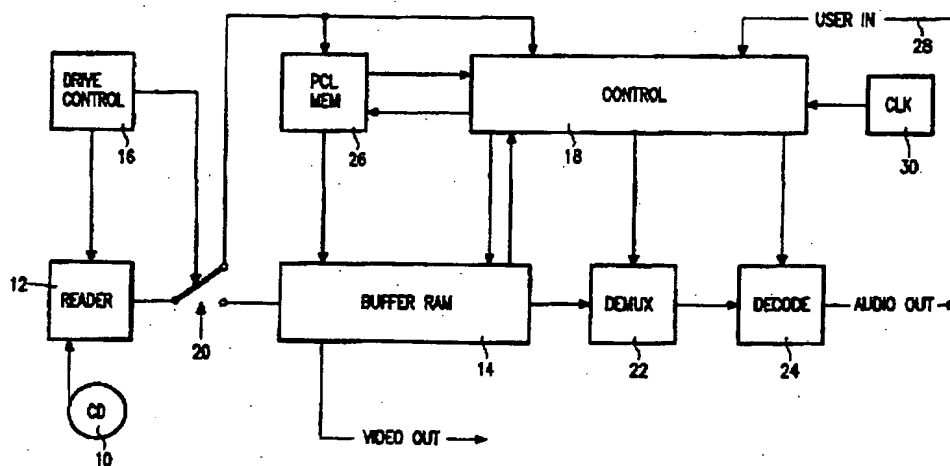 USER IN
28
DRIVE
CONTROL
16
PCL
MEM
26
CONTROL
18
CLK
30
12
READER
20
BUFFER RAM
14
DEMUX
22
DECODE
24
AUDIO OUT
CD
10
VIDEO OUT